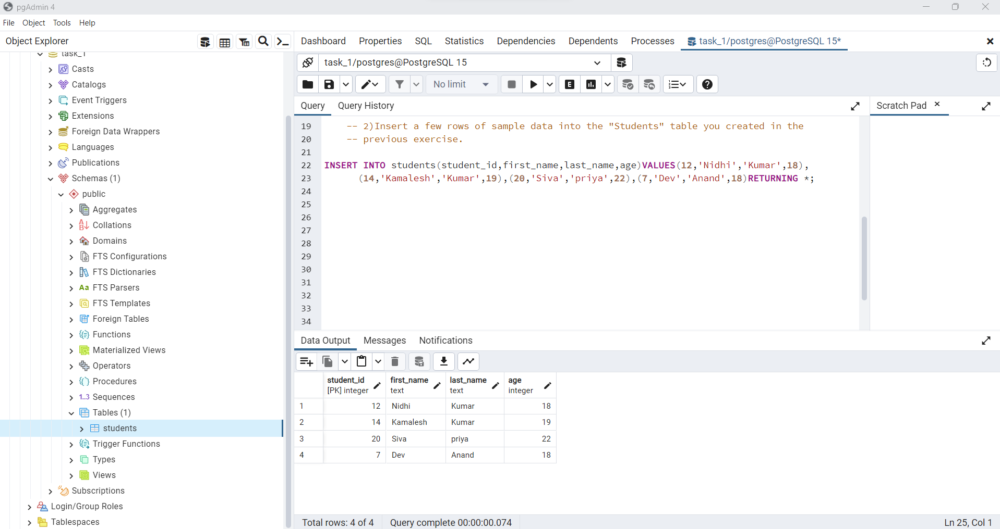 pgAdmin 4
File Object Tools Help
Object Explorer
Dashboard Properties SQL Statistics Dependencies Dependents Processes task_1/postgres@PostgreSQL 15*
task_1
Casts
Catalogs
Event Triggers
Extensions
Foreign Data Wrappers
Languages
Publications
Schemas (1)
public
Aggregates
Collations
Domains
FTS Configurations
FTS Dictionaries
Aa FTS Parsers
FTS Templates
Foreign Tables
Functions
Materialized Views
Operators
Procedures
1..3 Sequences
Tables (1)
students
Trigger Functions
Types
Views
Subscriptions
Login/Group Roles
Tablespaces
task_1/postgres@PostgreSQL 15
No limit E
Query Query History
Scratch Pad
19 -- 2)Insert a few rows of sample data into the "Students" table you created in the
20 -- previous exercise.
21
22 INSERT INTO students(student_id,first_name,last_name,age)VALUES(12,'Nidhi','Kumar',18),
23 (14,'Kamalesh','Kumar',19),(20,'Siva','priya',22),(7,'Dev','Anand',18)RETURNING *;
24
25
26
27
28
29
30
31
32
33
34
Data Output Messages Notifications
student_id first_name last_name age
[PK] integer text text integer
1 12 Nidhi Kumar 18
2 14 Kamalesh Kumar 19
3 20 Siva priya 22
4 7 Dev Anand 18
Total rows: 4 of 4 Query complete 00:00:00.074 Ln 25, Col 1